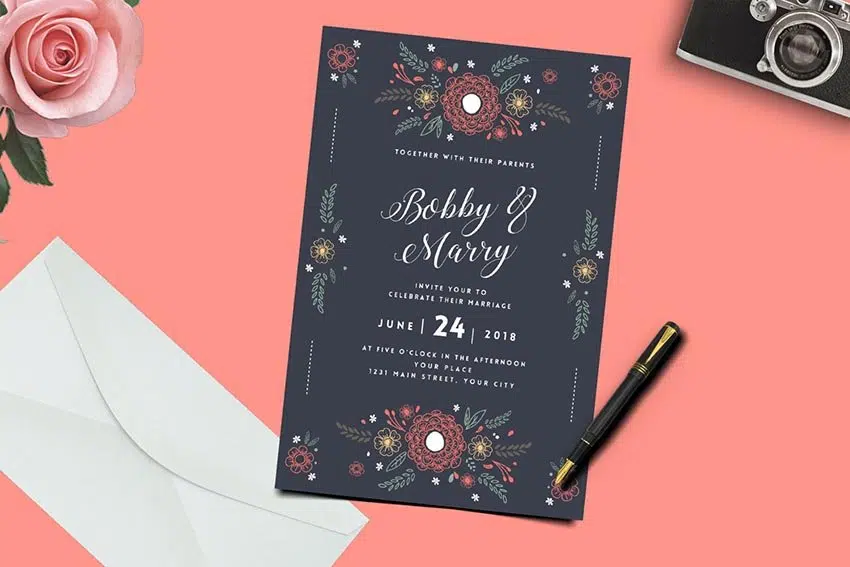 TOGETHER WITH THEIR PARENTS
Bobby &
Marry
INVITE YOUR TO
CELEBRATE THEIR MARRIAGE
JUNE | 24 | 2018
AT FIVE O'CLOCK IN THE AFTERNOON
YOUR PLACE
1231 MAIN STREET, YOUR CITY